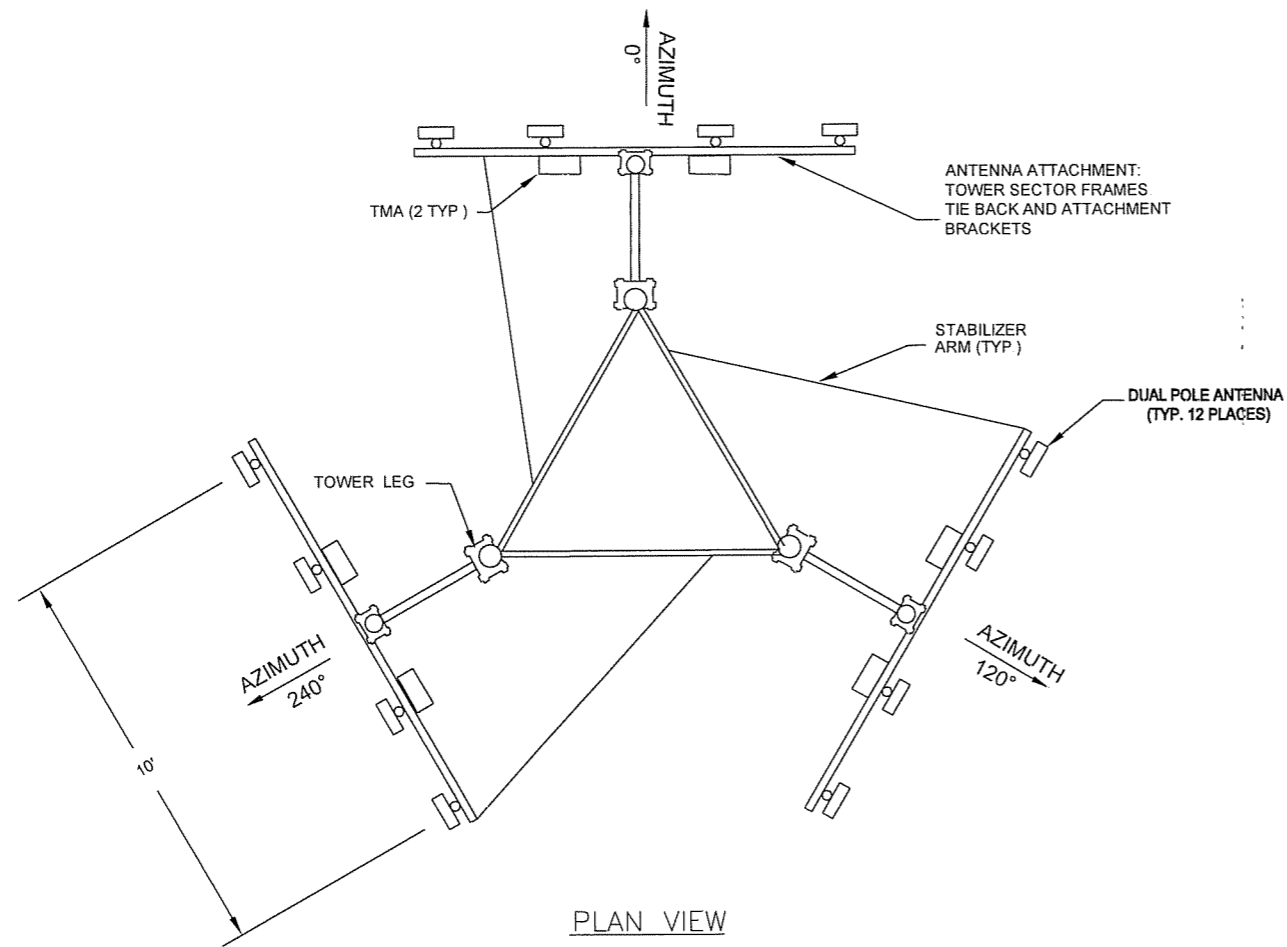 AZIMUTH
0°
TMA (2 TYP )
ANTENNA ATTACHMENT:
TOWER SECTOR FRAMES
TIE BACK AND ATTACHMENT
BRACKETS
STABILIZER
ARM (TYP )
DUAL POLE ANTENNA
(TYP. 12 PLACES)
TOWER LEG
AZIMUTH
240°
AZIMUTH
120°
10'
PLAN VIEW